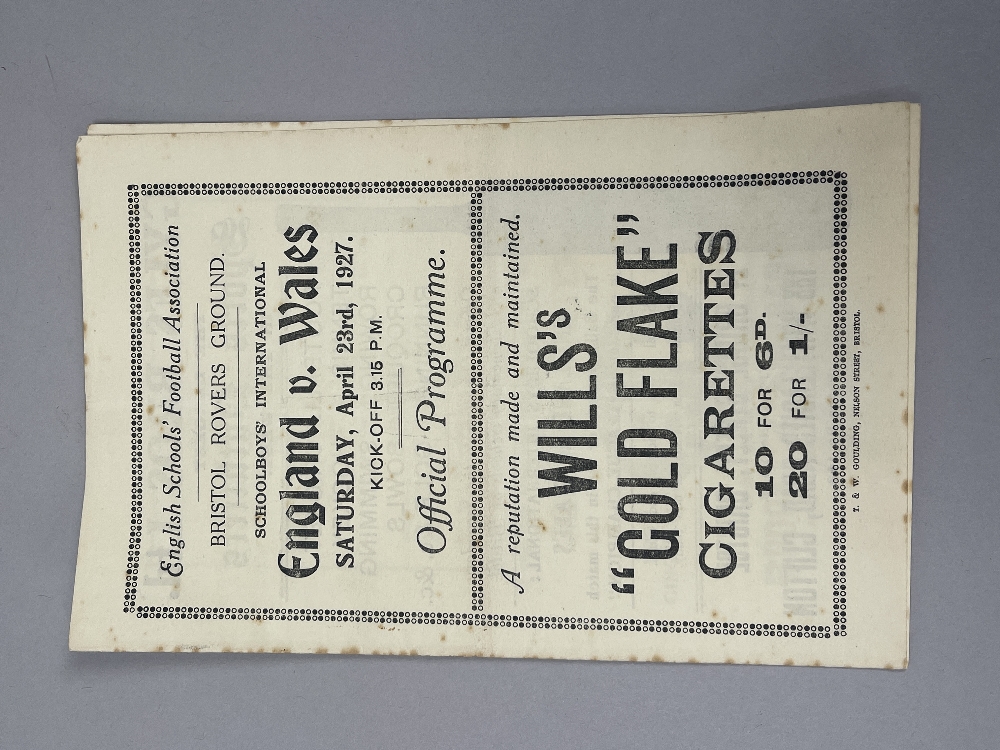 English Schools' Football Association
BRISTOL ROVERS GROUND.
SCHOOLBOYS' INTERNATIONAL
England v. Wales
SATURDAY, April 23rd, 1927.
KICK-OFF 3.15 P.M.
Official Programme.
A reputation made and maintained.
WILLS'S
"GOLD FLAKE"
CIGARETTES
10 FOR 6D.
20 FOR 1/-
T. & W. GOULDING, NELSON STREET, BRISTOL.